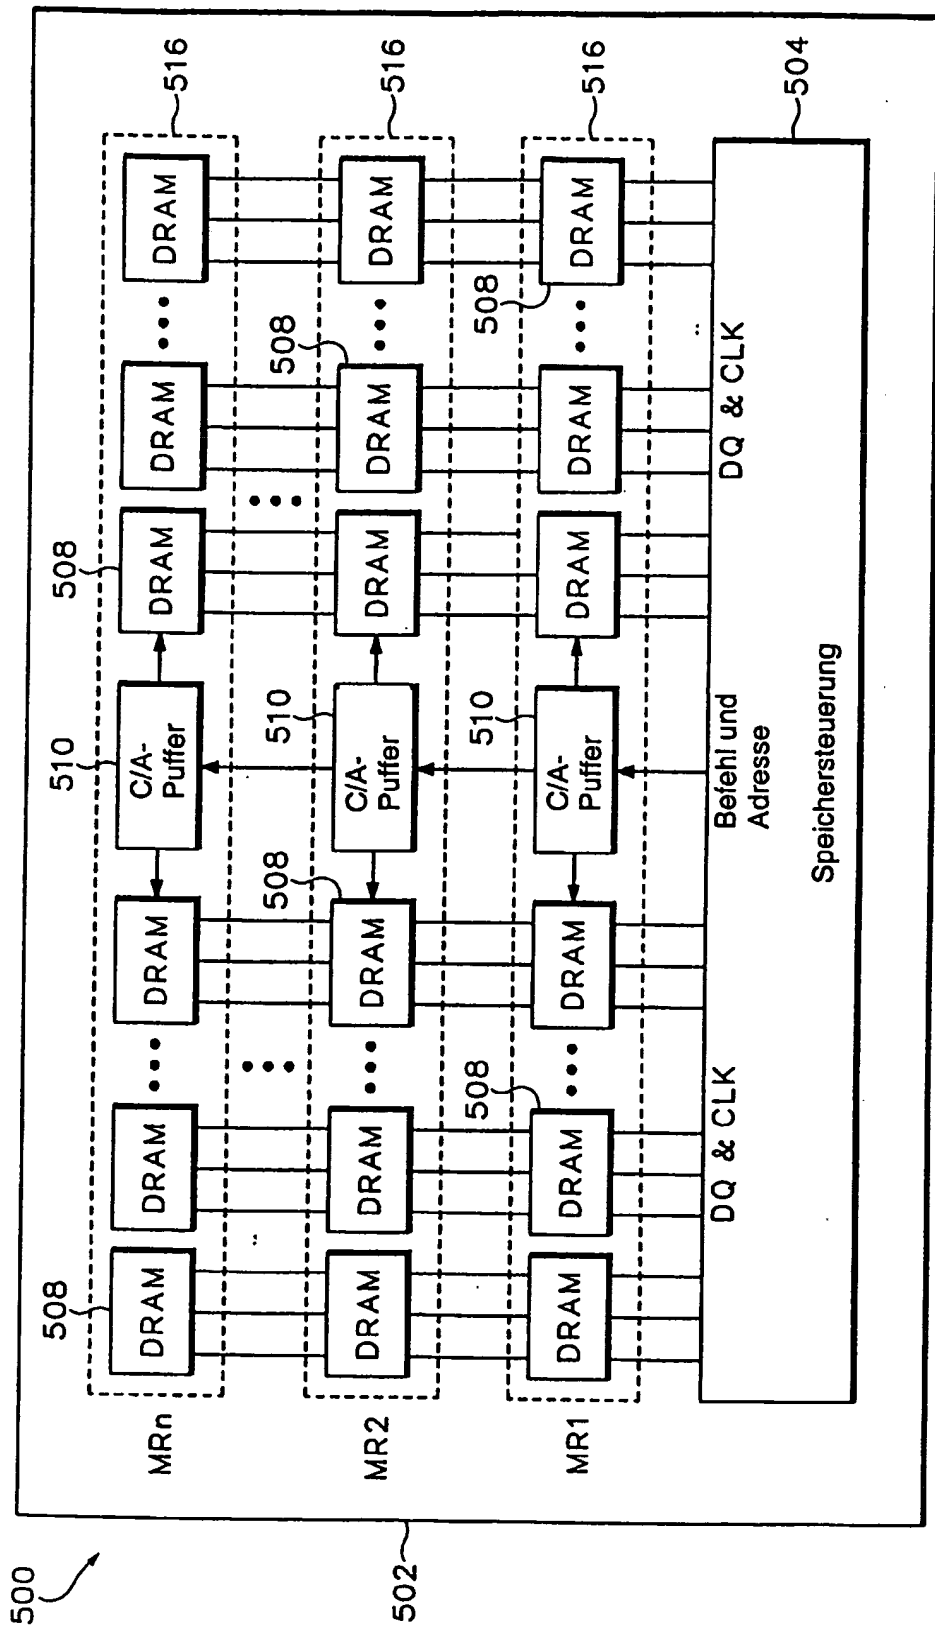 500
508
510
508
516
MRn
DRAM
DRAM
DRAM
C/A-
Puffer
DRAM
DRAM
DRAM
508
510
508
516
MR2
DRAM
DRAM
DRAM
C/A-
Puffer
DRAM
DRAM
DRAM
502
508
510
508
516
MR1
DRAM
DRAM
DRAM
C/A-
Puffer
DRAM
DRAM
DRAM
DQ & CLK
Befehl und
Adresse
DQ & CLK
504
Speichersteuerung